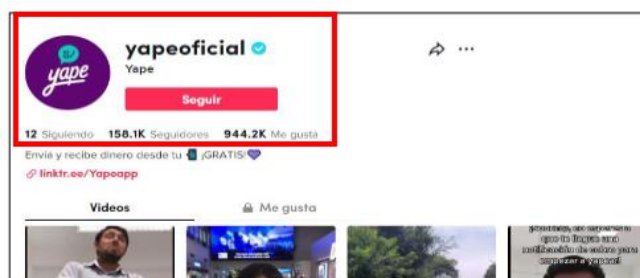 yapeoficial
S/
yape
Yape
Seguir
12 Siguiendo 158.1K Seguidores 944.2K Me gusta
Envía y recibe dinero desde tu ¡GRATIS!
linktr.ee/Yapeapp
Videos Me gusta
que te llegue una
notificación de cobro para
empezar a yapear!